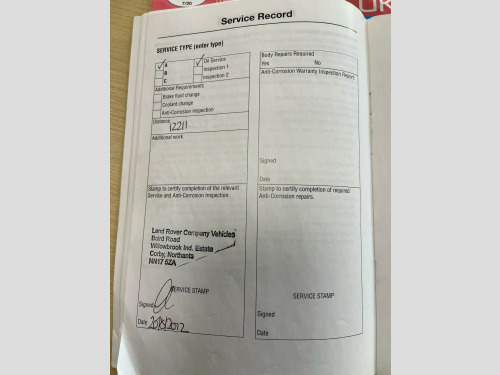 7/30
UR
Service Record
SERVICE TYPE (enter type)
✓ A ✓ Oil Service
B Inspection 1
C Inspection 2
Additional Requirements
Brake fluid change
Coolant change
Anti-Corrosion inspection
Distance
12211
Additional work
Stamp to certify completion of the relevant
Service and Anti-Corrosion Inspection.
Land Rover Company Vehicles
Baird Road
Willowbrook Ind. Estate
Corby, Northants
NN17 5ZA
SERVICE STAMP
Signed
Date
Body Repairs Required
Yes No
Anti-Corrosion Warranty Inspection Report
Signed
Date
Stamp to certify completion of required
Anti-Corrosion repairs.
SERVICE STAMP
Signed
Date